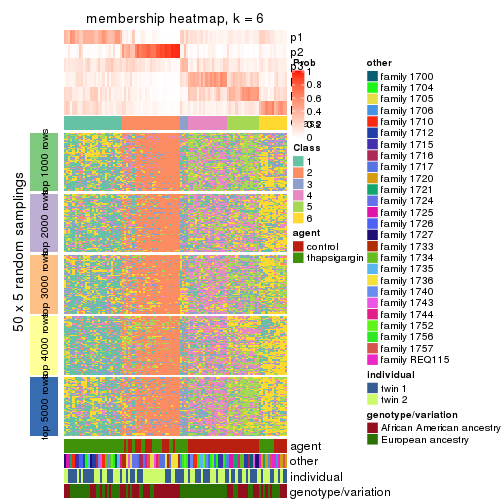 membership heatmap, k = 6
p1
p2
p3
Prob
1
0.8
0.6
0.4
0.2
0
Class
1
2
3
4
5
6
agent
control
thapsigargin
other
family 1700
family 1704
family 1705
family 1706
family 1710
family 1712
family 1715
family 1716
family 1717
family 1720
family 1721
family 1724
family 1725
family 1726
family 1727
family 1733
family 1734
family 1735
family 1736
family 1740
family 1743
family 1744
family 1752
family 1756
family 1757
family REQ115
individual
twin 1
twin 2
genotype/variation
African American ancestry
European ancestry
50 x 5 random samplings
top 1000 rows
top 2000 rows
top 3000 rows
top 4000 rows
top 5000 rows
agent
other
individual
genotype/variation